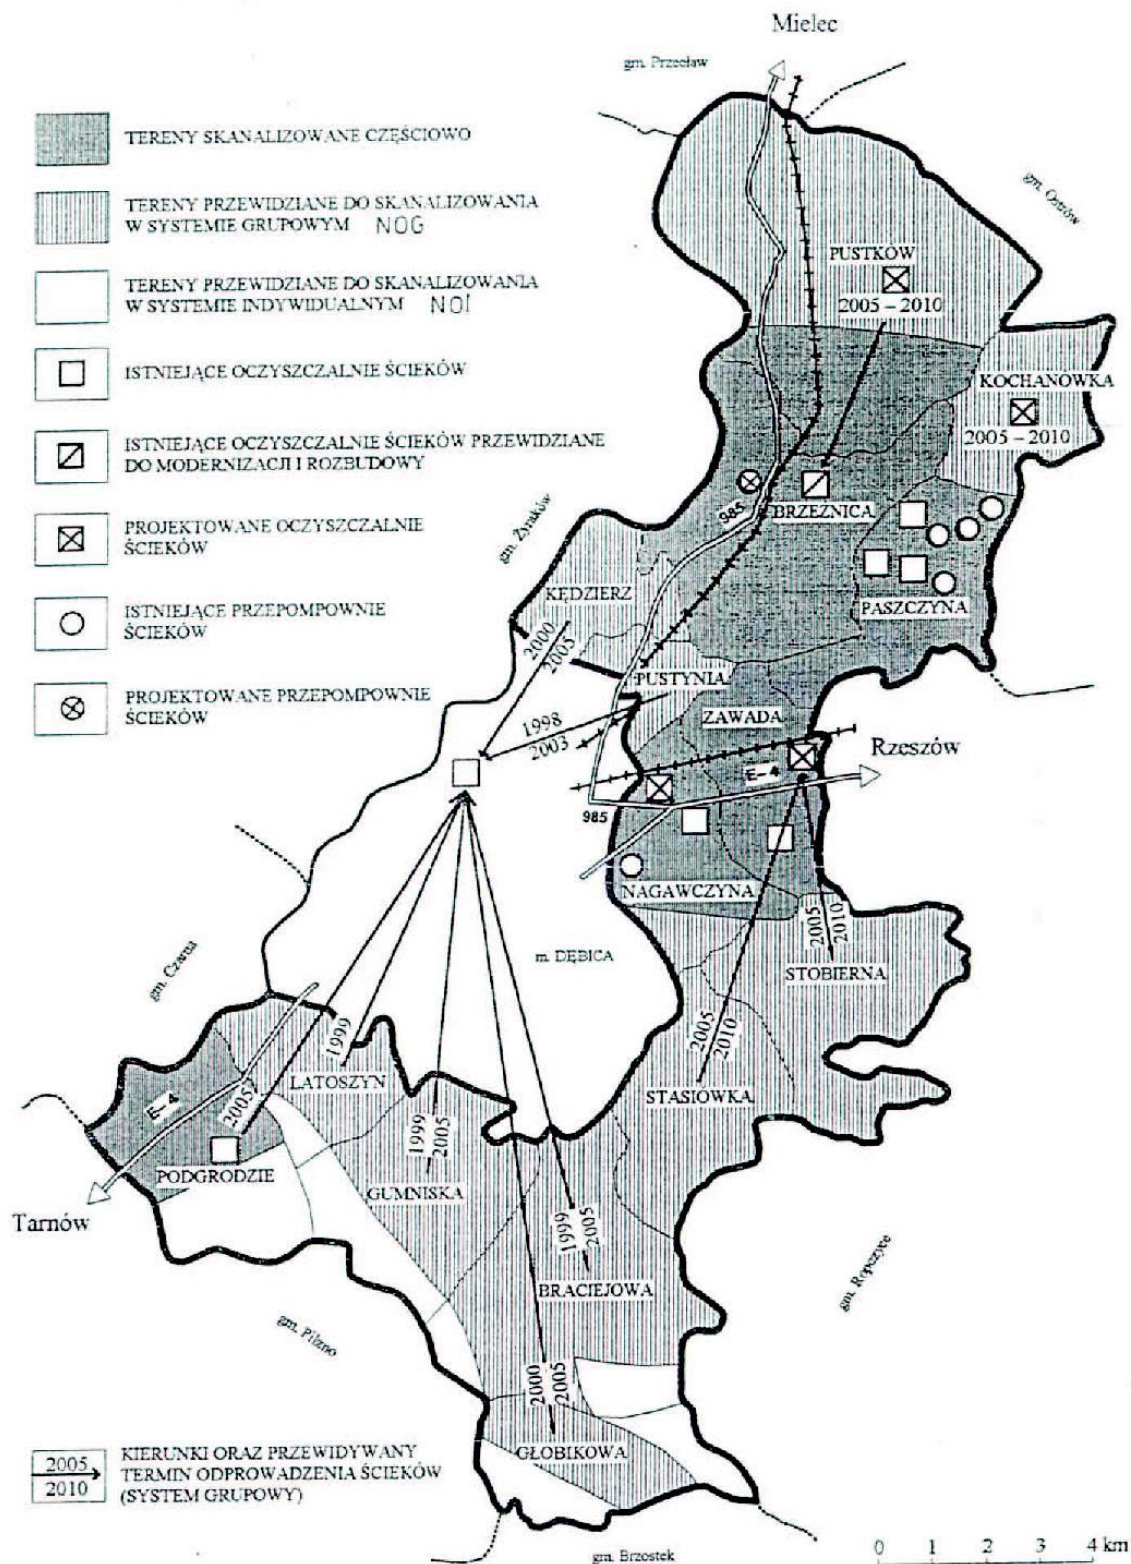 Mielec
gm. Przecław
TERENY SKANALIZOWANE CZĘŚCIOWO
TERENY PRZEWIDZIANE DO SKANALIZOWANIA
W SYSTEMIE GRUPOWYM NOG
TERENY PRZEWIDZIANE DO SKANALIZOWANIA
W SYSTEMIE INDYWIDUALNYM NOI
ISTNIEJĄCE OCZYSZCZALNIE ŚCIEKÓW
ISTNIEJĄCE OCZYSZCZALNIE ŚCIEKÓW PRZEWIDZIANE
DO MODERNIZACJI I ROZBUDOWY
PROJEKTOWANE OCZYSZCZALNIE
ŚCIEKÓW
ISTNIEJĄCE PRZEPOMPOWNIE
ŚCIEKÓW
PROJEKTOWANE PRZEPOMPOWNIE
ŚCIEKÓW
gm. Ostrów
PUSTKÓW
2005 – 2010
KOCHANÓWKA
2005 – 2010
985
BRZEŹNICA
gm. Żyraków
KĘDZIERZ
PASZCZYNA
2000
2005
PUSTYNIA
1998
2003
ZAWADA
Rzeszów
E-4
985
NAGAWCZYNA
m. DĘBICA
2005
2010
STOBIERNA
gm. Czarna
1999
LATOSZYN
2005
2010
STASIÓWKA
E-4
2005
PODGRODZIE
1999
2005
GUMNISKA
Tarnów
1999
2005
BRACIEJOWA
gm. Ropczyce
gm. Pilzno
2000
2005
GŁOBIKOWA
2005
2010
KIERUNKI ORAZ PRZEWIDYWANY
TERMIN ODPROWADZENIA ŚCIEKÓW
(SYSTEM GRUPOWY)
gm. Brzostek
0 1 2 3 4 km